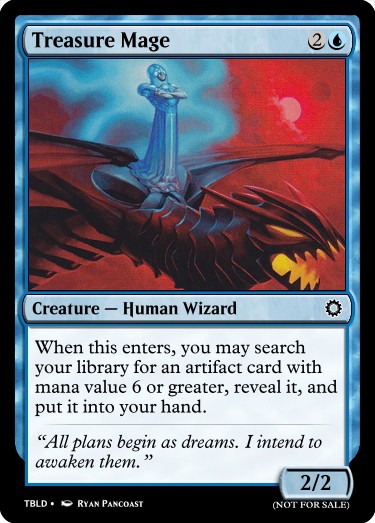 Treasure Mage 2
Creature — Human Wizard
When this enters, you may search
your library for an artifact card with
mana value 6 or greater, reveal it, and
put it into your hand.
“All plans begin as dreams. I intend to
awaken them.”
2/2
TBLD • Ryan Pancoast
(NOT FOR SALE)